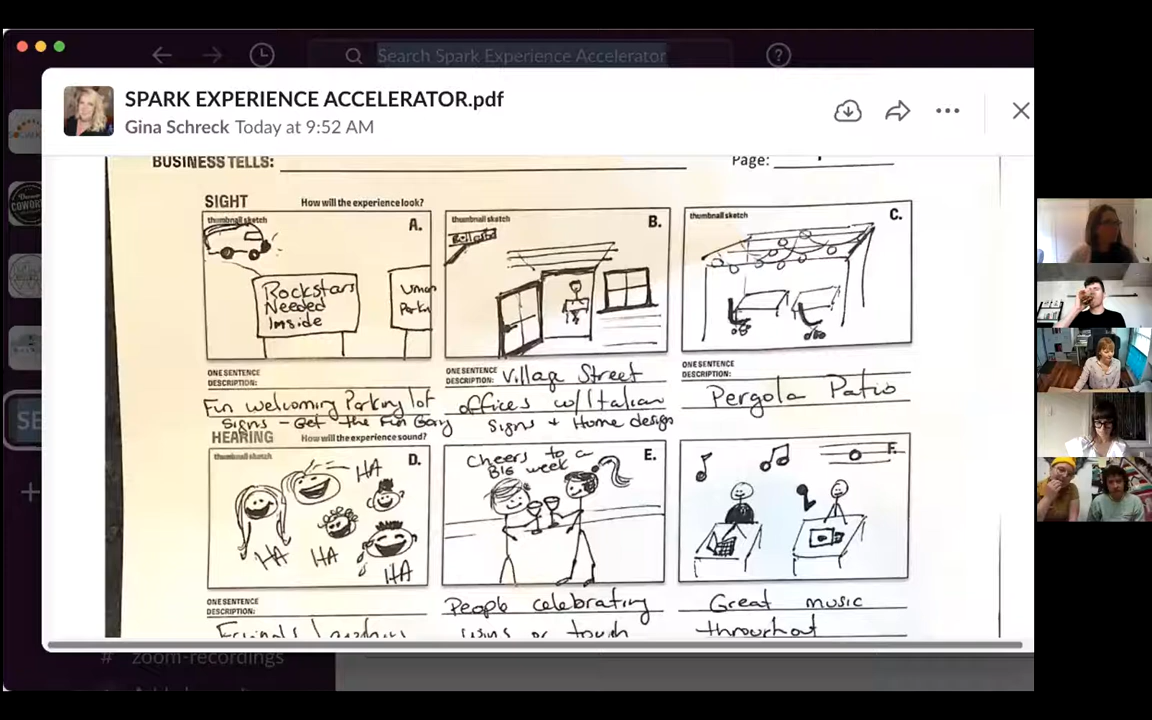 Search Spark Experience Accelerator
SPARK EXPERIENCE ACCELERATOR.pdf
Gina Schreck Today at 9:52 AM
BUSINESS TELLS:
Page:
SIGHT How will the experience look?
thumbnail sketch A.
Rockstars
Needed
Inside
thumbnail sketch B.
thumbnail sketch C.
ONE SENTENCE
DESCRIPTION:
Fun welcoming Parking lot
signs - Get the Fun Going
ONE SENTENCE
DESCRIPTION:
Village Street
offices w/Italian
Signs + Home design
ONE SENTENCE
DESCRIPTION:
Pergola Patio
HEARING How will the experience sound?
thumbnail sketch D.
HA
HA
HA
HA
Cheers to a
BIG week
E.
F.
ONE SENTENCE
DESCRIPTION:
People celebrating
Great music
throughout
# zoom-recordings